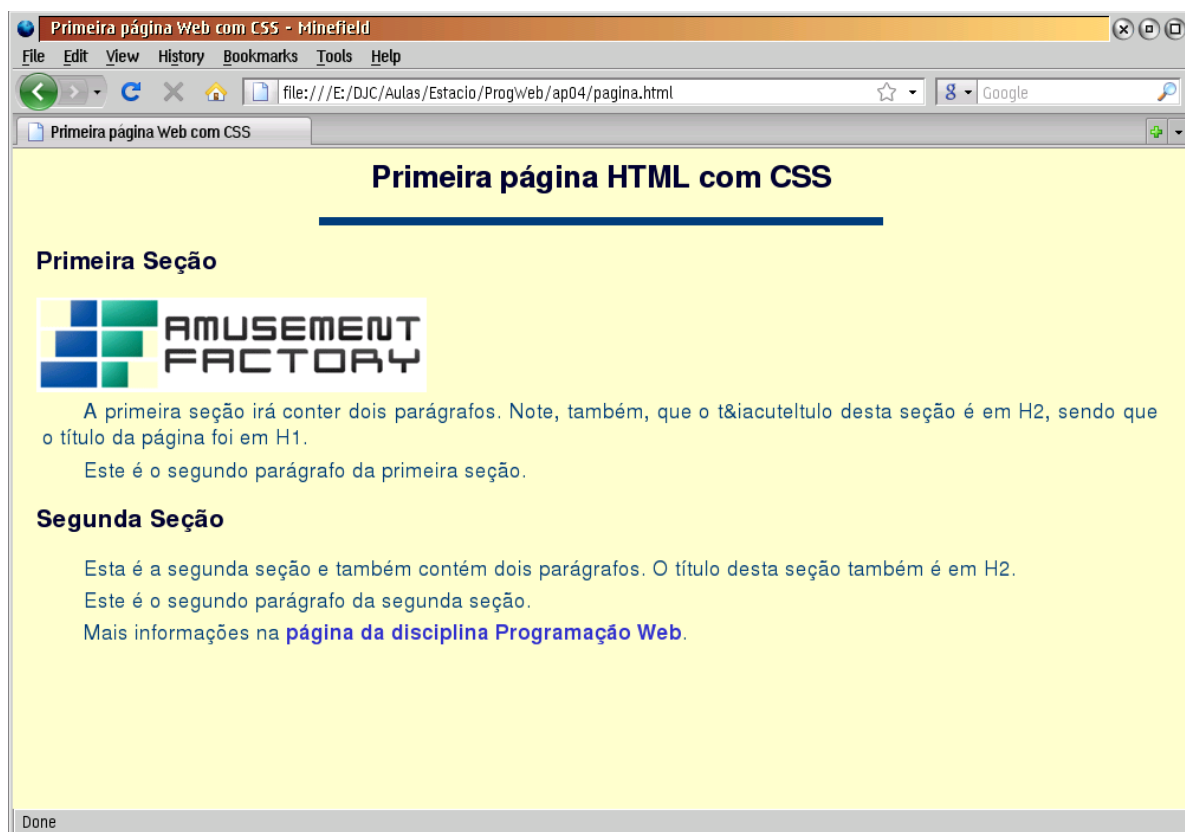 Primeira página Web com CSS - Minefield
File Edit View History Bookmarks Tools Help
file:///E:/DJC/Aulas/Estacio/ProgWeb/ap04/pagina.html
8 Google
Primeira página Web com CSS
Primeira página HTML com CSS
Primeira Seção
AMUSEMENT
FACTORY
A primeira seção irá conter dois parágrafos. Note, também, que o t&iacuteltulo desta seção é em H2, sendo que
o título da página foi em H1.
Este é o segundo parágrafo da primeira seção.
Segunda Seção
Esta é a segunda seção e também contém dois parágrafos. O título desta seção também é em H2.
Este é o segundo parágrafo da segunda seção.
Mais informações na página da disciplina Programação Web.
Done